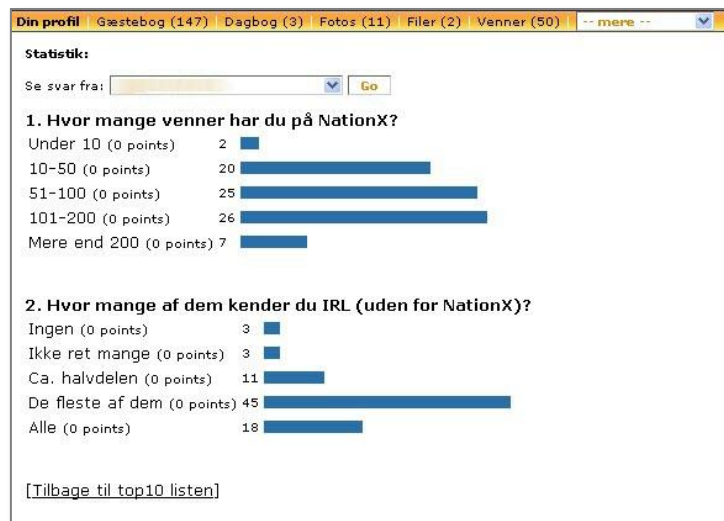 Din profil Gæstebog (147) Dagbog (3) Fotos (11) Filer (2) Venner (50) -- mere --
Statistik:
Se svar fra: Go
1. Hvor mange venner har du på NationX?
Under 10 (0 points) 2
10-50 (0 points) 20
51-100 (0 points) 25
101-200 (0 points) 26
Mere end 200 (0 points) 7
2. Hvor mange af dem kender du IRL (uden for NationX)?
Ingen (0 points) 3
Ikke ret mange (0 points) 3
Ca. halvdelen (0 points) 11
De fleste af dem (0 points) 45
Alle (0 points) 18
[Tilbage til top10 listen]